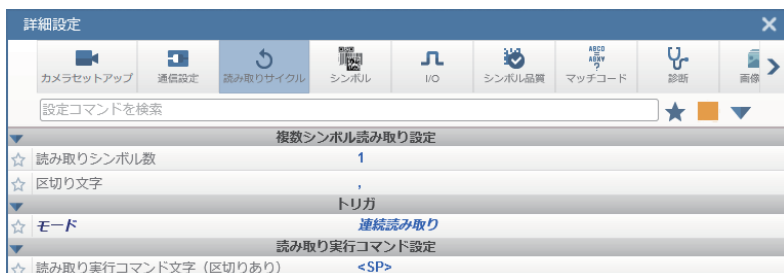 詳細設定
カメラセットアップ 通信設定 読み取りサイクル シンボル I/O シンボル品質 マッチコード 診断 画像
設定コマンドを検索
複数シンボル読み取り設定
読み取りシンボル数 1
区切り文字 ,
トリガ
モード 連続読み取り
読み取り実行コマンド設定
読み取り実行コマンド文字（区切りあり） <SP>